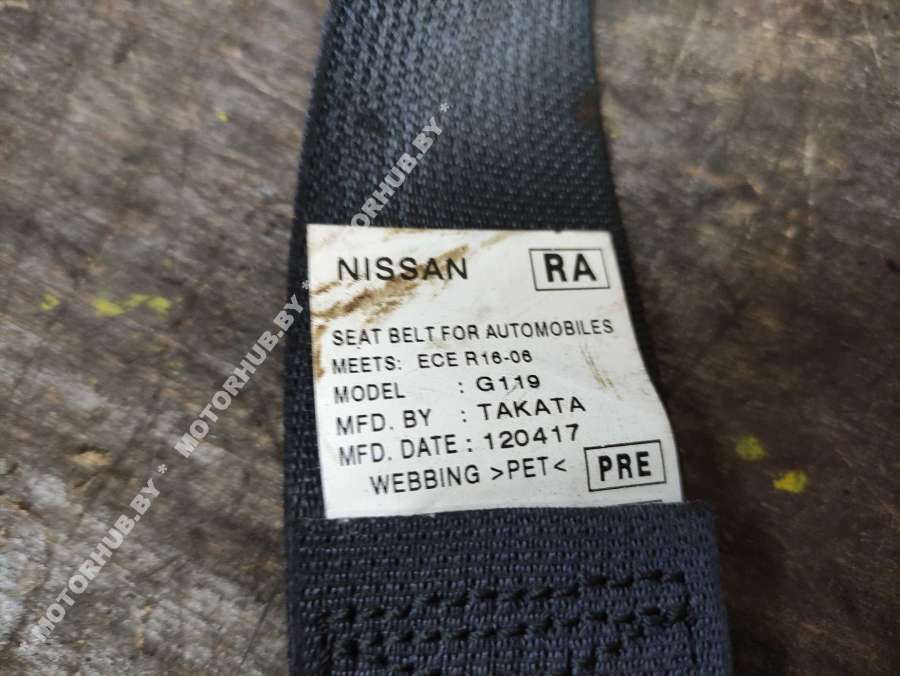 NISSAN RA
SEAT BELT FOR AUTOMOBILES
MEETS: ECE R16-06
MODEL : G119
MFD. BY : TAKATA
MFD. DATE : 120417
WEBBING >PET< PRE
MOTORHUB.BY * MOTORHUB.BY * MOTORHUB.BY *